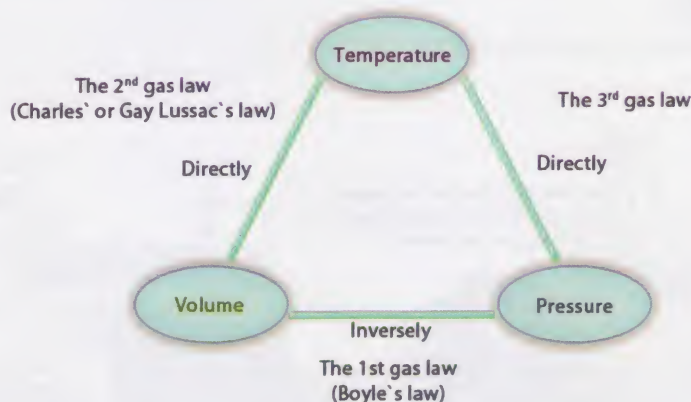 Temperature
The 2nd gas law
(Charles` or Gay Lussac`s law)
The 3rd gas law
Directly
Directly
Volume
Pressure
Inversely
The 1st gas law
(Boyle`s law)